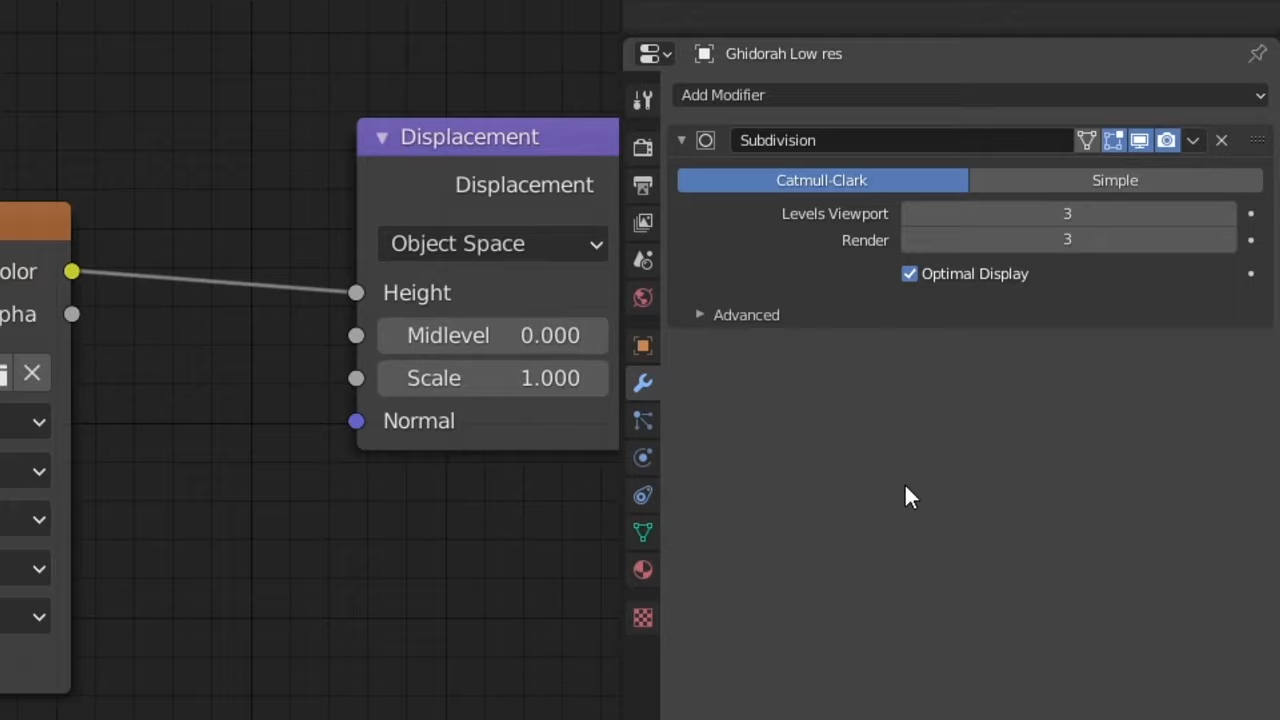 Displacement
Displacement
Object Space
olor
Height
pha
Midlevel 0.000
Scale 1.000
Normal
Ghidorah Low res
Add Modifier
Subdivision
Catmull-Clark Simple
Levels Viewport 3
Render 3
Optimal Display
Advanced